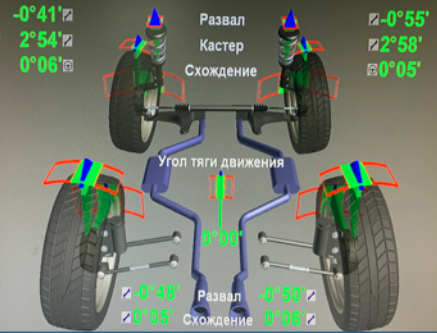 -0°41' Развал -0°55'
2°54' Кастер 2°58'
0°06' Схождение 0°05'
Угол тяги движения
0°00'
-0°48' Развал -0°50'
0°05' Схождение 0°06'